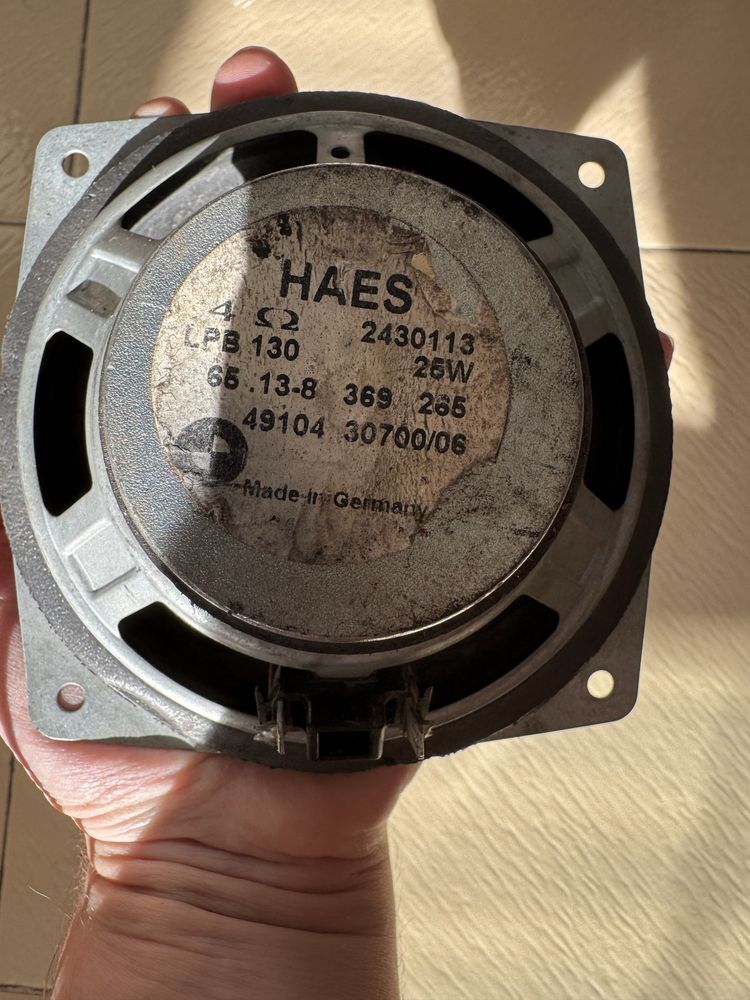 HAES
4 Ω 2430113
LPB 130 25W
65.13-8 369 265
49104 30700/06
Made in Germany